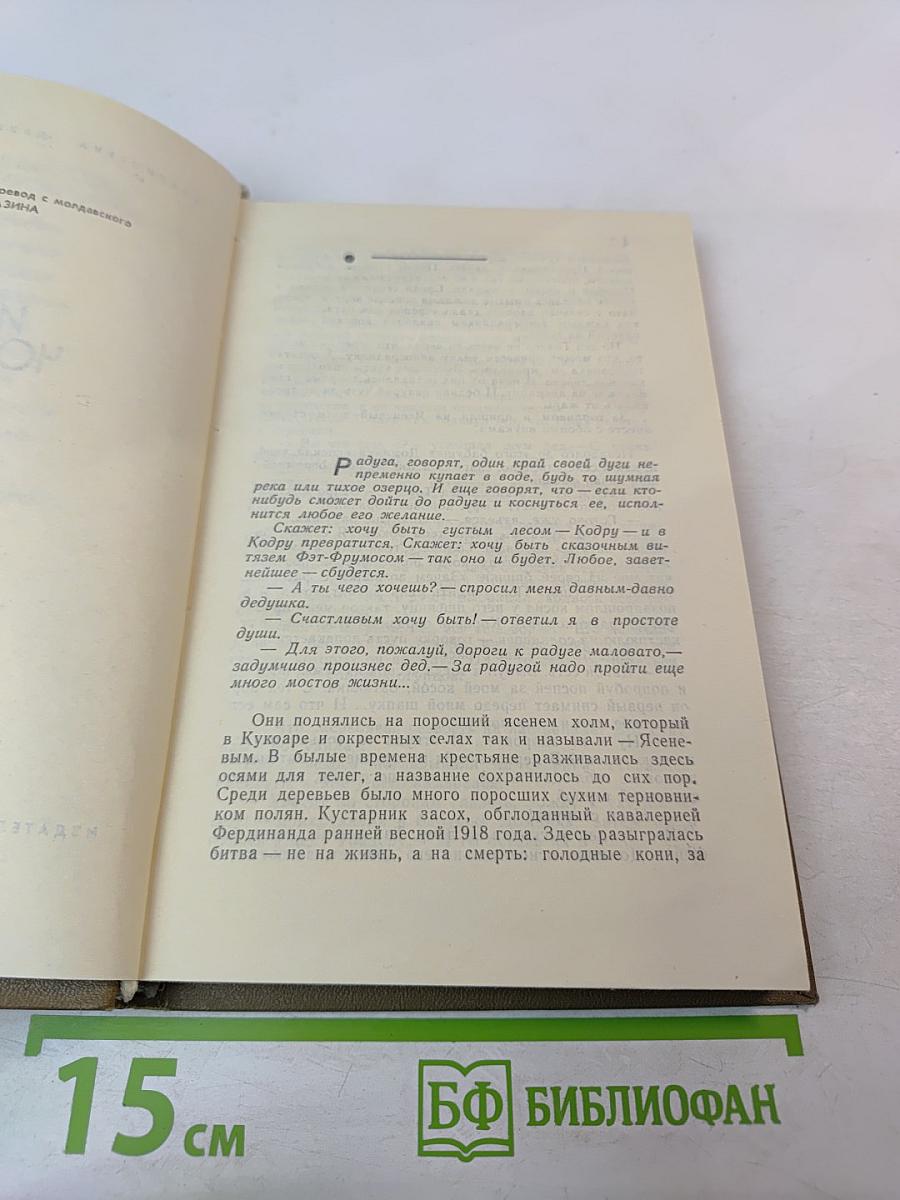 ревод с молдавского
АЗИНА
Радуга, говорят, один край своей дуги не-
пременно купает в воде, будь то шумная
река или тихое озерцо. И еще говорят, что — если кто-
нибудь сможет дойти до радуги и коснуться ее, испол-
нится любое его желание.
Скажет: хочу быть густым лесом — Кодру — и в
Кодру превратится. Скажет: хочу быть сказочным ви-
тязем Фэт-Фрумосом — так оно и будет. Любое, завет-
нейшее — сбудется.
— А ты чего хочешь? — спросил меня давным-давно
дедушка.
— Счастливым хочу быть! — ответил я в простоте
души.
— Для этого, пожалуй, дороги к радуге маловато,—
задумчиво произнес дед.— За радугой надо пройти еще
много мостов жизни...
Они поднялись на поросший ясенем холм, который
в Кукоаре и окрестных селах так и называли — Ясене-
вым. В былые времена крестьяне разживались здесь
осями для телег, а название сохранилось до сих пор.
Среди деревьев было много поросших сухим терновни-
ком полян. Кустарник засох, обглоданный кавалерией
Фердинанда ранней весной 1918 года. Здесь разыгралась
битва — не на жизнь, а на смерть: голодные кони, за
15 см
БФ БИБЛИОФАН